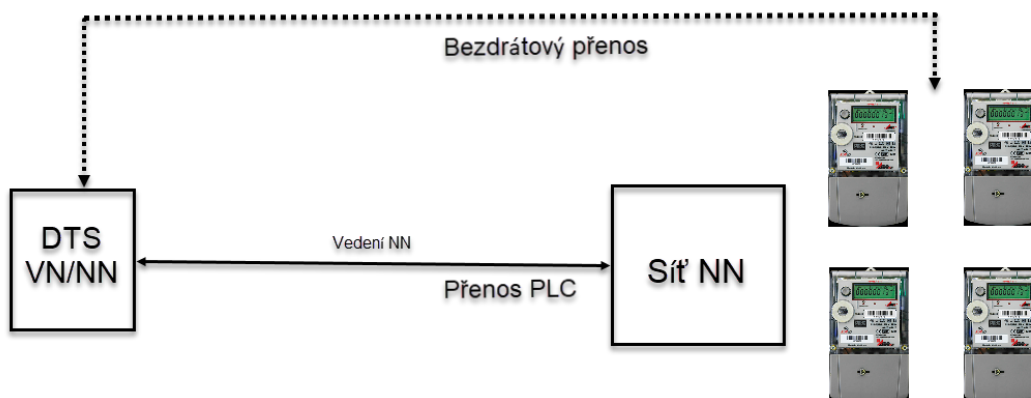 Bezdrátový přenos
DTS
VN/NN
Vedení NN
Přenos PLC
Síť NN